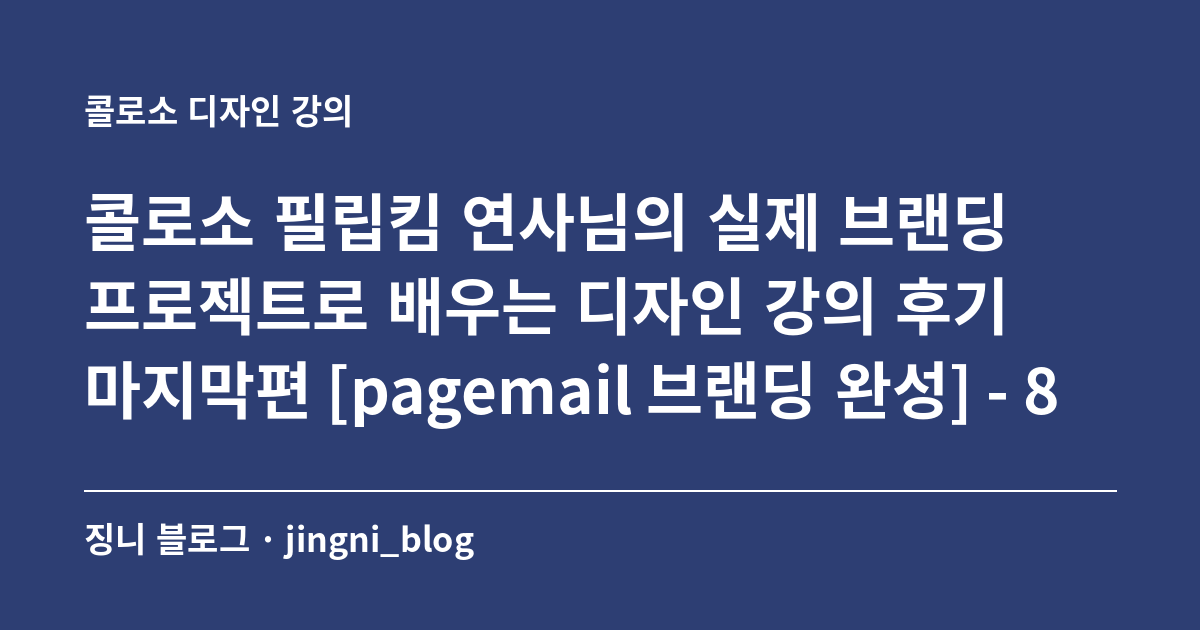 콜로소 디자인 강의
콜로소 필립킴 연사님의 실제 브랜딩
프로젝트로 배우는 디자인 강의 후기
마지막편 [pagemail 브랜딩 완성] - 8
징니 블로그 · jingni_blog